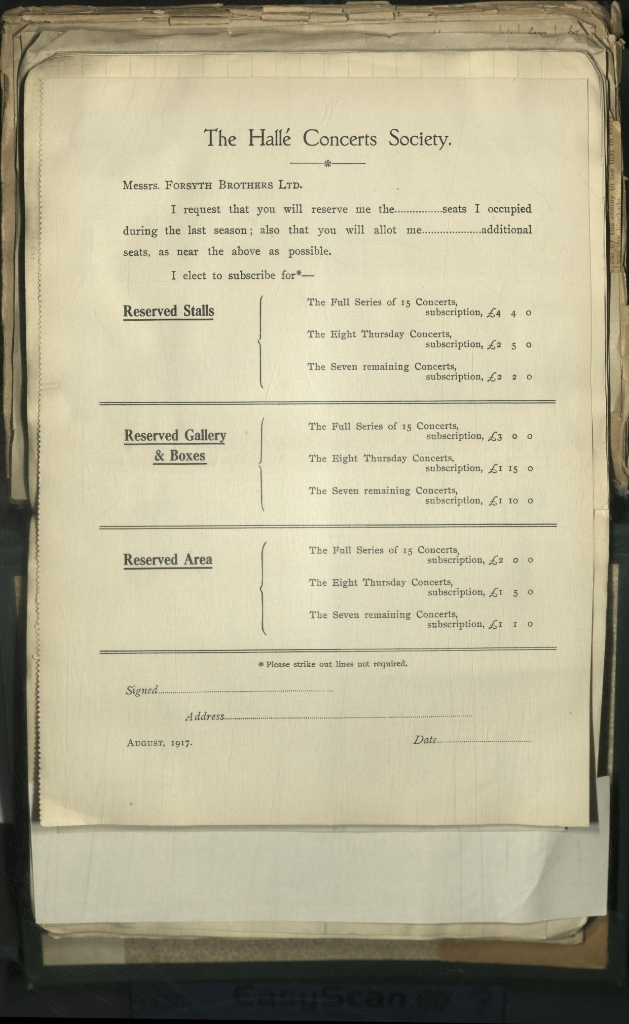 The Hallé Concerts Society.
Messrs. Forsyth Brothers Ltd.
I request that you will reserve me the................seats I occupied
during the last season; also that you will allot me....................additional
seats, as near the above as possible.
I elect to subscribe for*—
Reserved Stalls
The Full Series of 15 Concerts,
subscription, £4 4 0
The Eight Thursday Concerts,
subscription, £2 5 0
The Seven remaining Concerts,
subscription, £2 2 0
Reserved Gallery
& Boxes
The Full Series of 15 Concerts,
subscription, £3 0 0
The Eight Thursday Concerts,
subscription, £1 15 0
The Seven remaining Concerts,
subscription, £1 10 0
Reserved Area
The Full Series of 15 Concerts,
subscription, £2 0 0
The Eight Thursday Concerts,
subscription, £1 5 0
The Seven remaining Concerts,
subscription, £1 1 0
* Please strike out lines not required.
Signed
Address
August, 1917.
Date
EasyScan